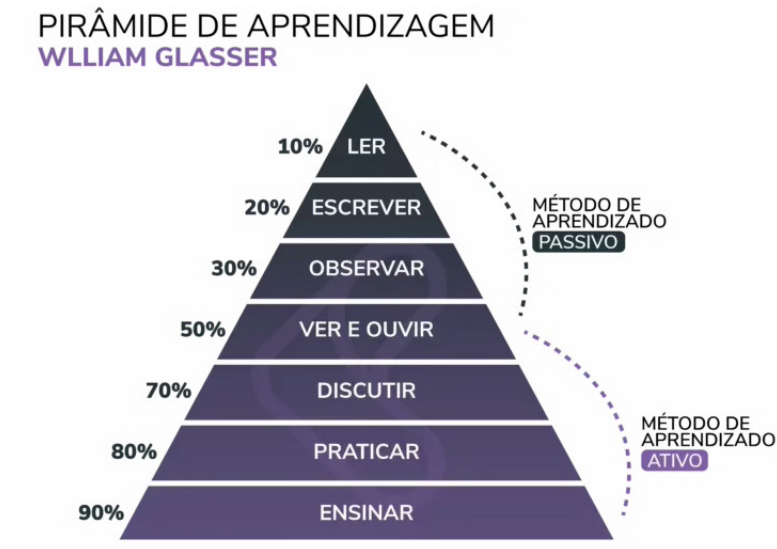 PIRÂMIDE DE APRENDIZAGEM
WLLIAM GLASSER
10% LER
20% ESCREVER
30% OBSERVAR
50% VER E OUVIR
70% DISCUTIR
80% PRATICAR
90% ENSINAR
MÉTODO DE
APRENDIZADO
PASSIVO
MÉTODO DE
APRENDIZADO
ATIVO